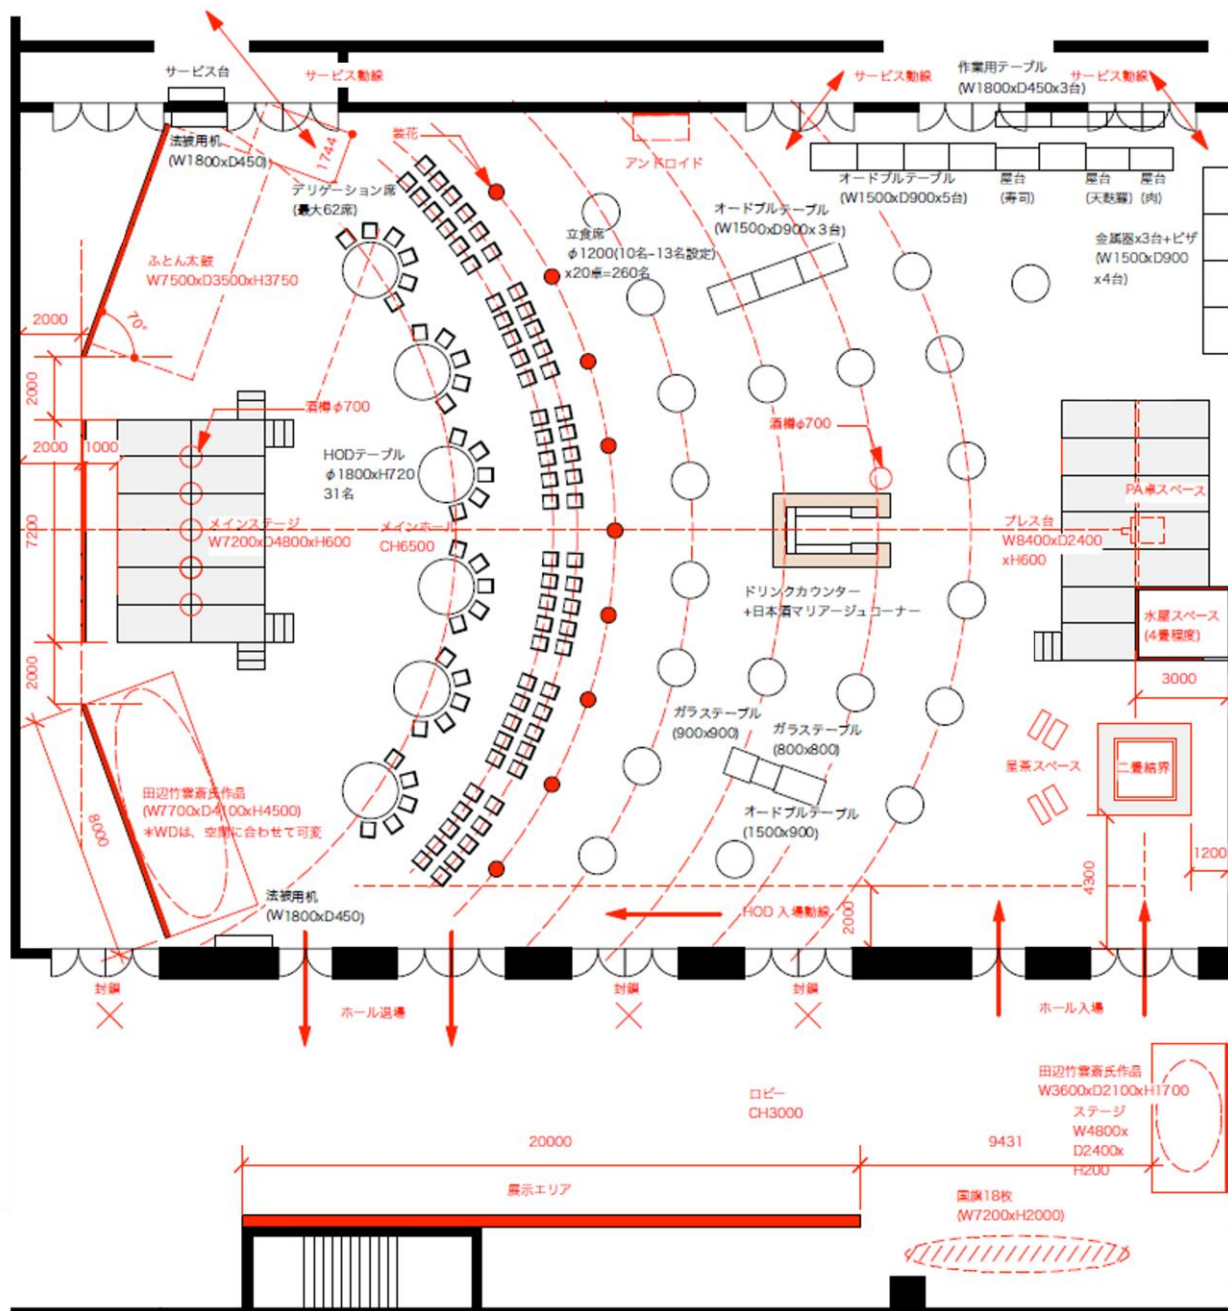 サービス台
サービス動線
法被用机
(W1800xD450)
1744
装花
アンドロイド
サービス動線
作業用テーブル
(W1800xD450x3台)
サービス動線
デリゲーション席
(最大62席)
立食席
φ1200(10名-13名設定)
x20卓=260名
オードブルテーブル
(W1500xD900x3台)
オードブルテーブル
(W1500xD900x5台)
屋台
(寿司)
屋台
(天麩羅)
屋台
(肉)
金属器x3台+ピザ
(W1500xD900
x4台)
ふとん太鼓
W7500xD3500xH3750
70°
2000
2000
2000
1000
7200
2000
8000
酒樽φ700
HODテーブル
φ1800xH720
31名
メインステージ
W7200xD4800xH600
メインホール
CH6500
酒樽φ700
ドリンクカウンター
+日本酒マリアージュコーナー
PA卓スペース
プレス台
W8400xD2400
xH600
水屋スペース
(4畳程度)
3000
ガラステーブル
(900x900)
ガラステーブル
(800x800)
オードブルテーブル
(1500x900)
呈茶スペース
二畳結界
1200
4300
2000
田辺竹雲斎氏作品
(W7700xD4100xH4500)
*WDは、空間に合わせて可変
法被用机
(W1800xD450)
HOD 入場動線
封鎖
ホール退場
封鎖
封鎖
ホール入場
ロビー
CH3000
田辺竹雲斎氏作品
W3600xD2100xH1700
ステージ
W4800x
D2400x
H200
20000
9431
展示エリア
国旗18枚
(W7200xH2000)